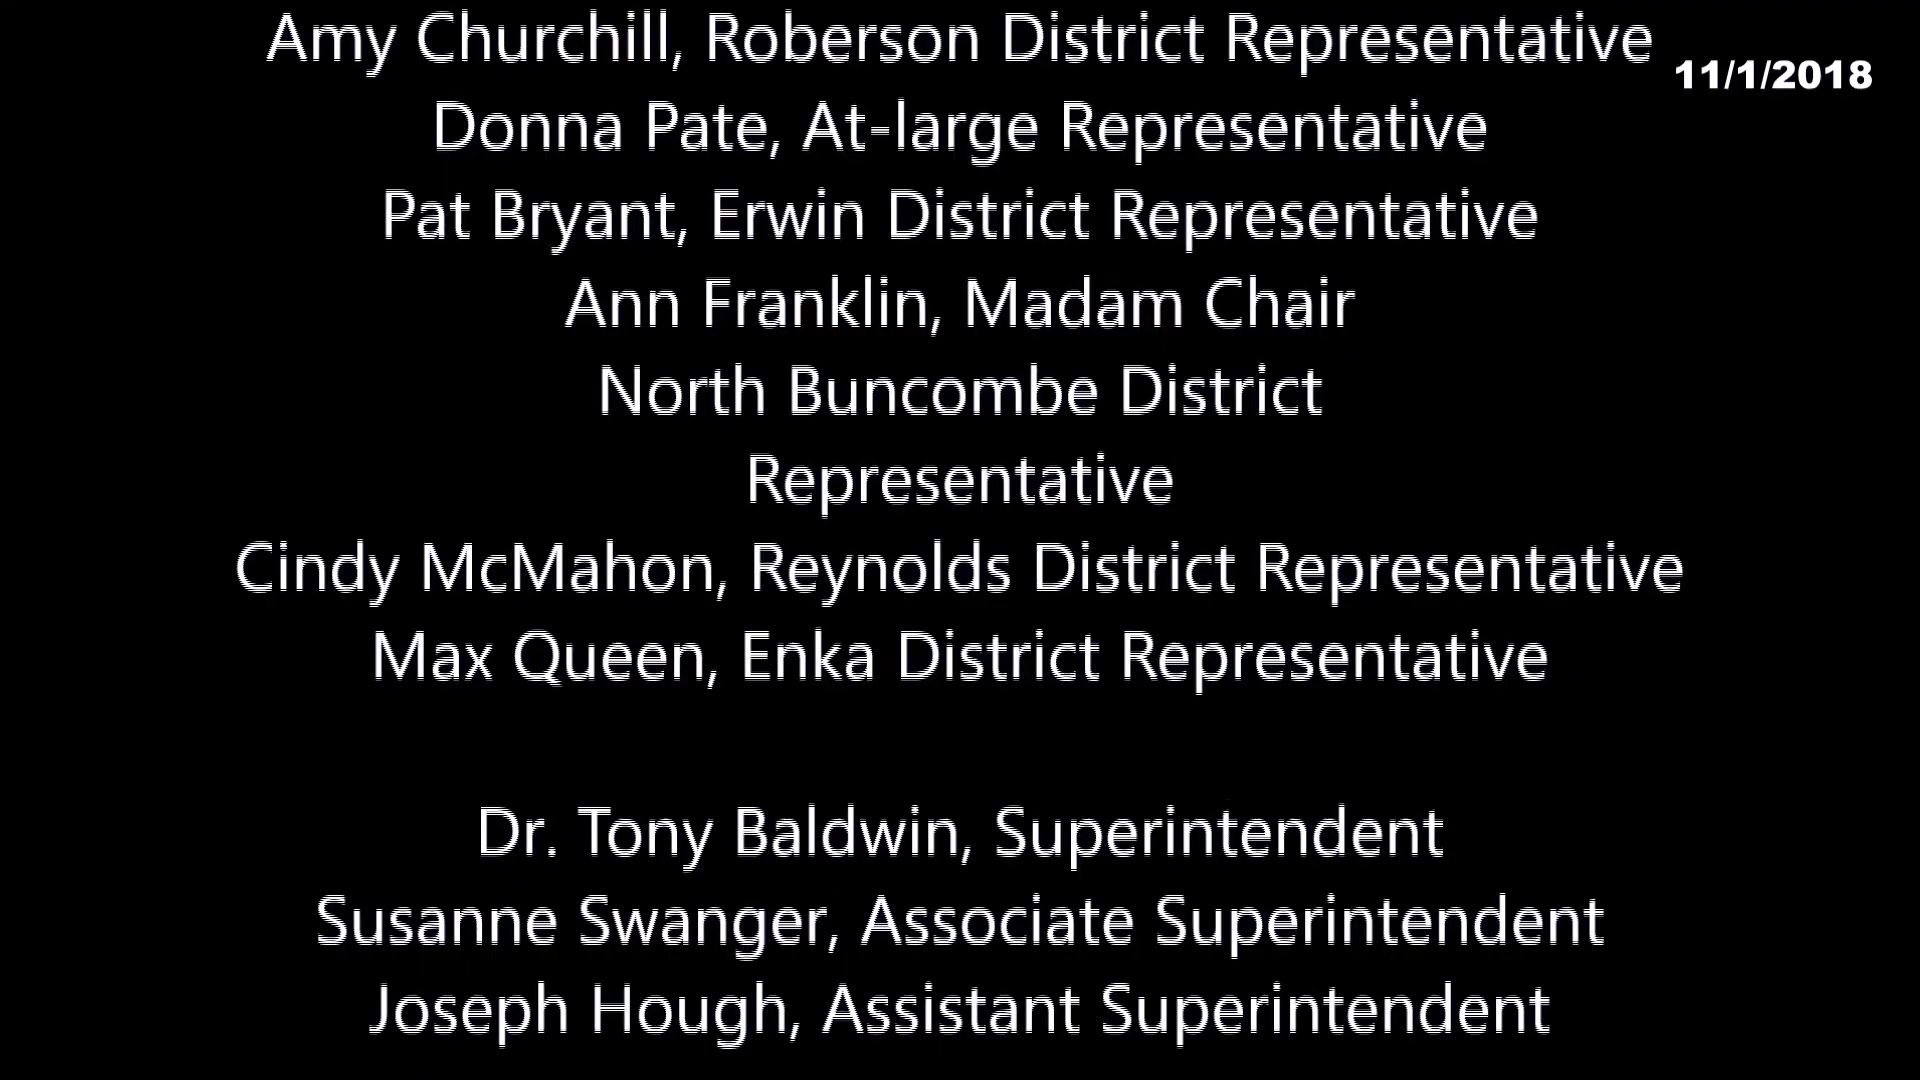 Amy Churchill, Roberson District Representative
11/1/2018
Donna Pate, At-large Representative
Pat Bryant, Erwin District Representative
Ann Franklin, Madam Chair
North Buncombe District
Representative
Cindy McMahon, Reynolds District Representative
Max Queen, Enka District Representative
Dr. Tony Baldwin, Superintendent
Susanne Swanger, Associate Superintendent
Joseph Hough, Assistant Superintendent